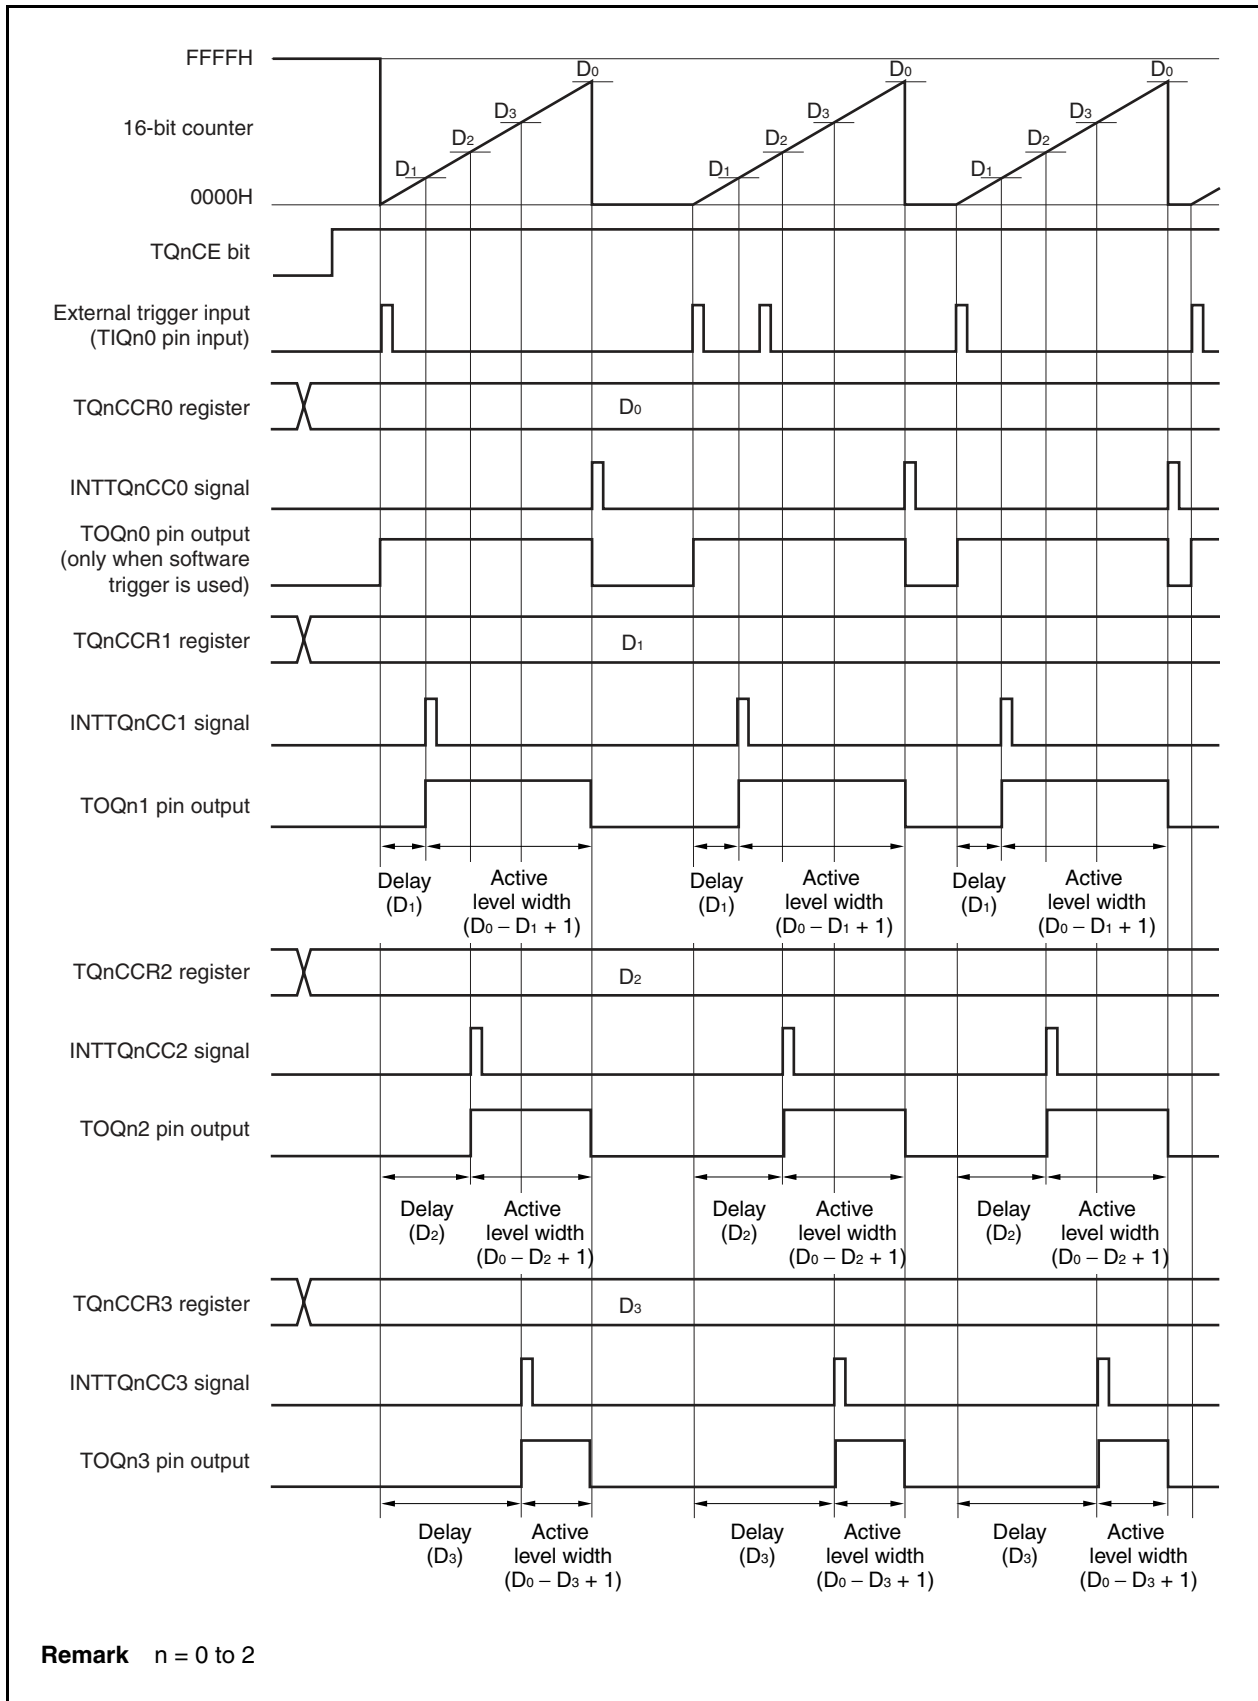 FFFFH
D0 D0 D0
D3 D3 D3
16-bit counter
D2 D2 D2
D1 D1 D1
0000H
TQnCE bit
External trigger input
(TIQn0 pin input)
TQnCCR0 register D0
INTTQnCC0 signal
TOQn0 pin output
(only when software
trigger is used)
TQnCCR1 register D1
INTTQnCC1 signal
TOQn1 pin output
Delay Active Delay Active Delay Active
(D1) level width (D1) level width (D1) level width
(D0 – D1 + 1) (D0 – D1 + 1) (D0 – D1 + 1)
TQnCCR2 register D2
INTTQnCC2 signal
TOQn2 pin output
Delay Active Delay Active Delay Active
(D2) level width (D2) level width (D2) level width
(D0 – D2 + 1) (D0 – D2 + 1) (D0 – D2 + 1)
TQnCCR3 register D3
INTTQnCC3 signal
TOQn3 pin output
Delay Active Delay Active Delay Active
(D3) level width (D3) level width (D3) level width
(D0 – D3 + 1) (D0 – D3 + 1) (D0 – D3 + 1)
Remark n = 0 to 2